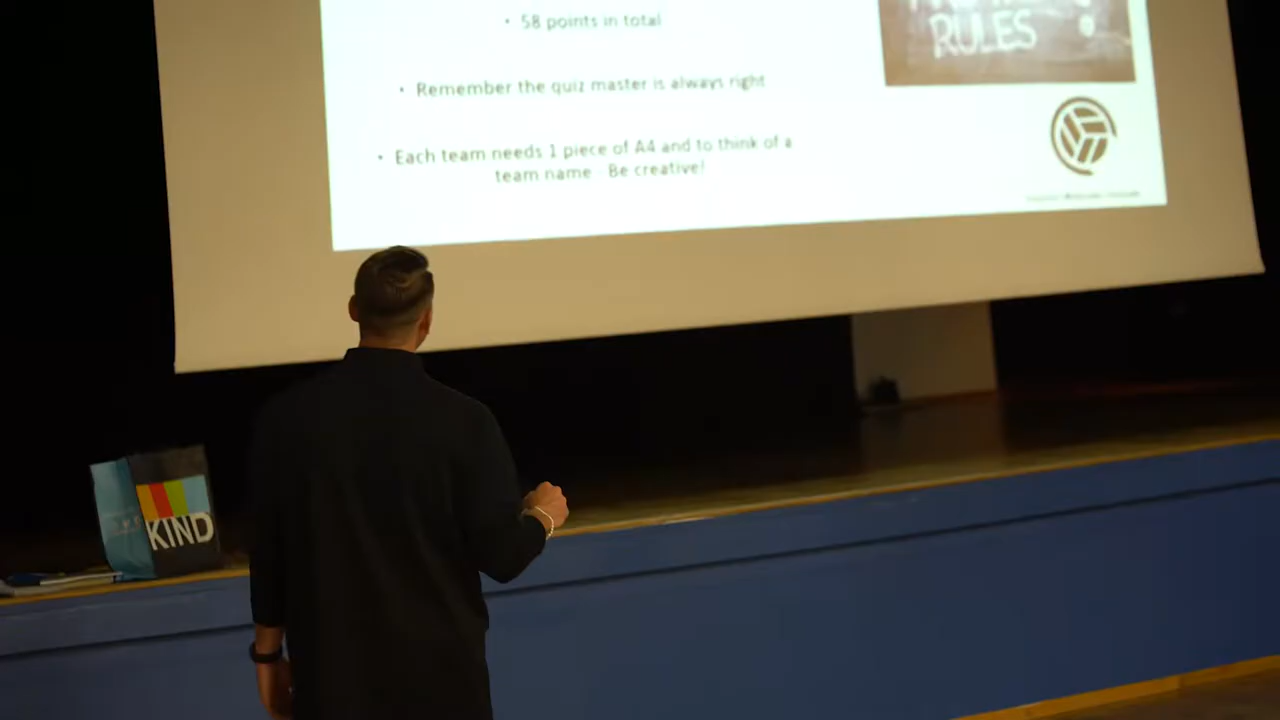 • 58 points in total
RULES
• Remember the quiz master is always right
• Each team needs 1 piece of A4 and to think of a
team name - Be creative!
KIND